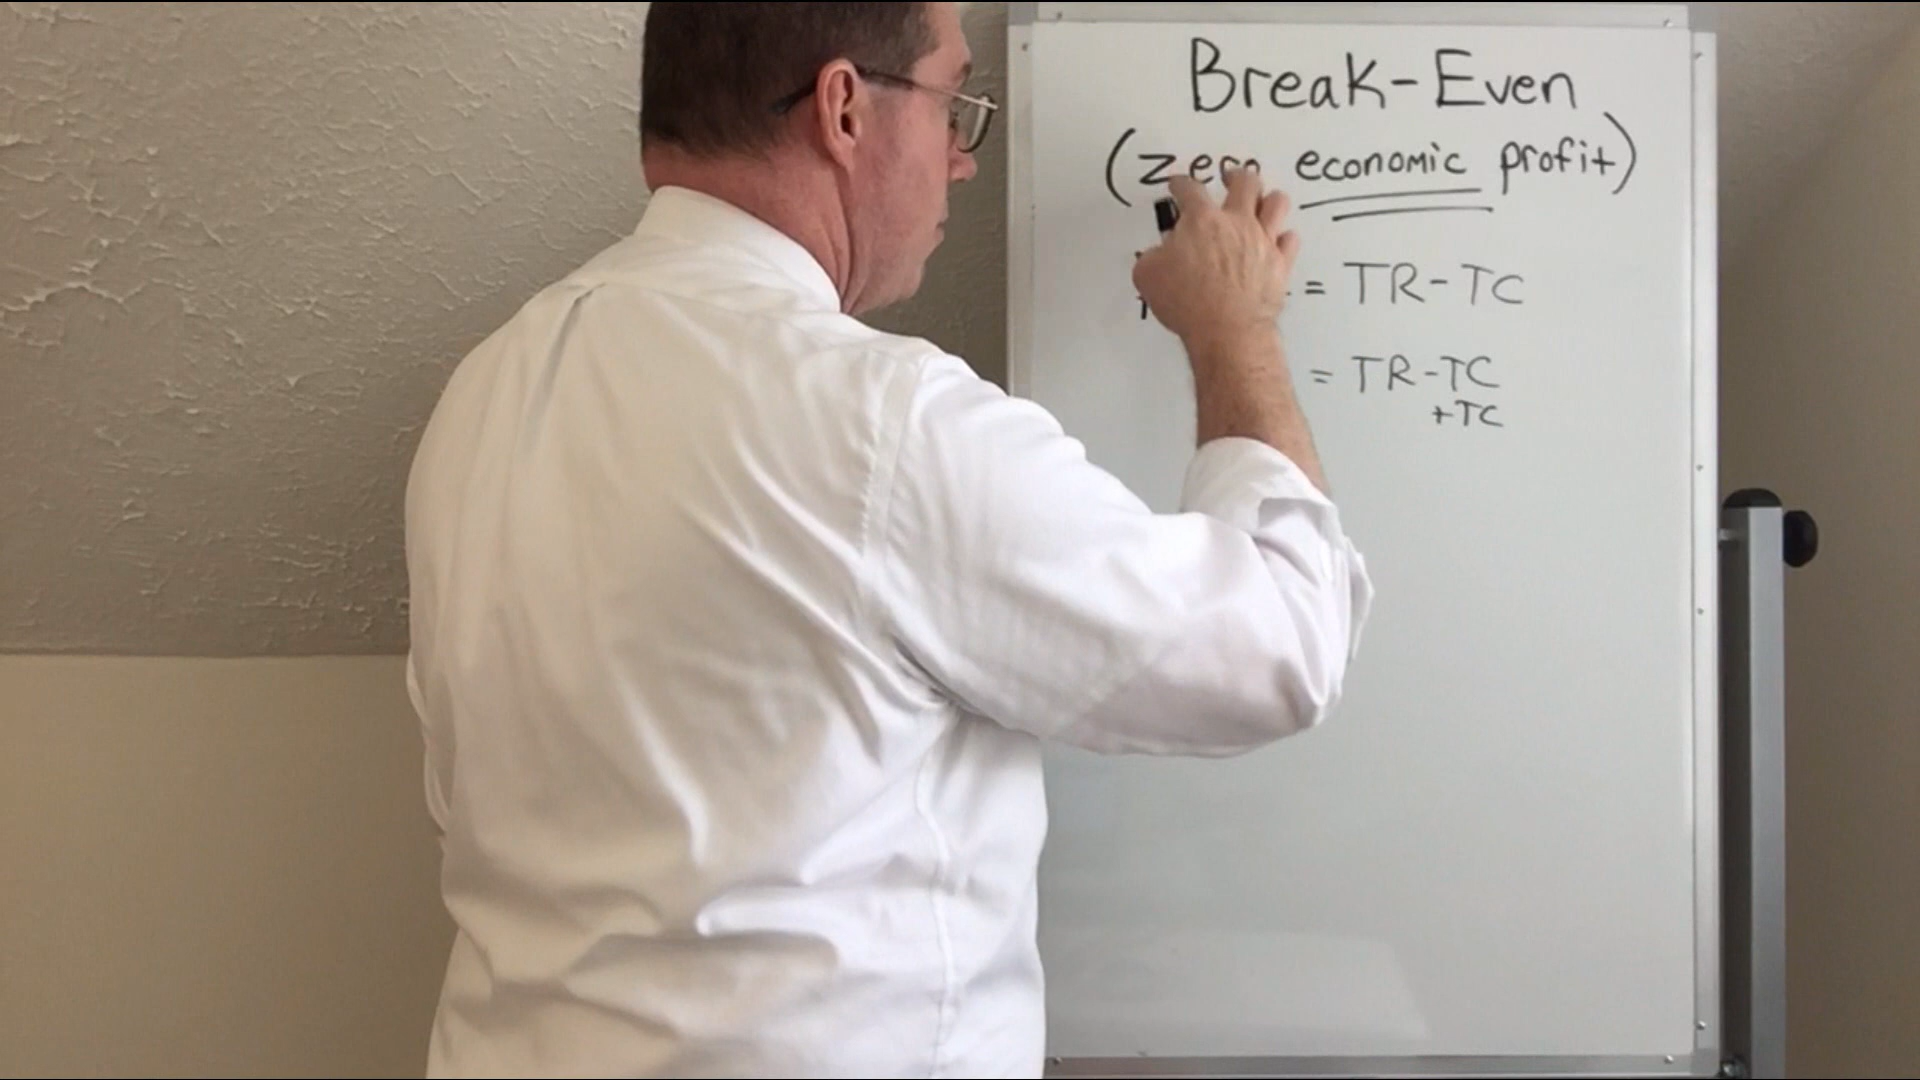 Break-Even
(zero economic profit)
= TR-TC
= TR-TC
+TC